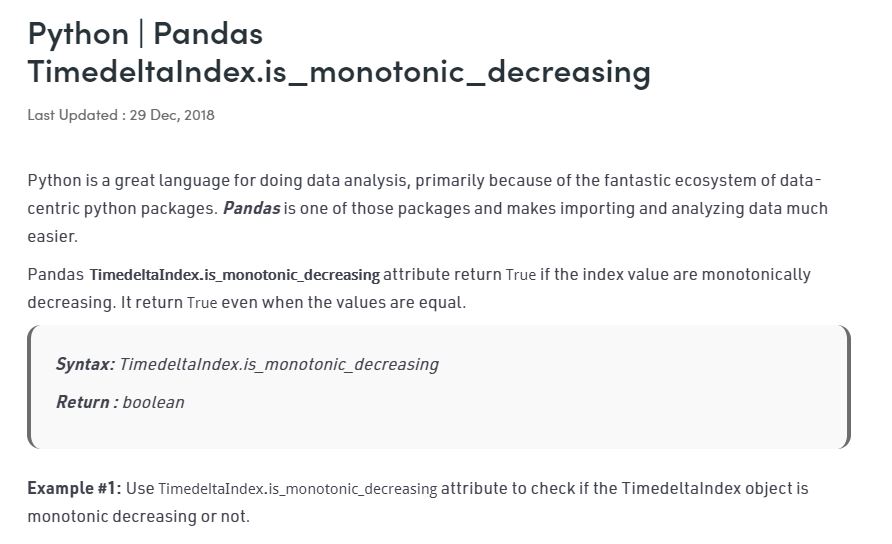 Python | Pandas
TimedeltaIndex.is_monotonic_decreasing
Last Updated : 29 Dec, 2018
Python is a great language for doing data analysis, primarily because of the fantastic ecosystem of data-
centric python packages. Pandas is one of those packages and makes importing and analyzing data much
easier.
Pandas TimedeltaIndex.is_monotonic_decreasing attribute return True if the index value are monotonically
decreasing. It return True even when the values are equal.
Syntax: TimedeltaIndex.is_monotonic_decreasing
Return : boolean
Example #1: Use TimedeltaIndex.is_monotonic_decreasing attribute to check if the TimedeltaIndex object is
monotonic decreasing or not.